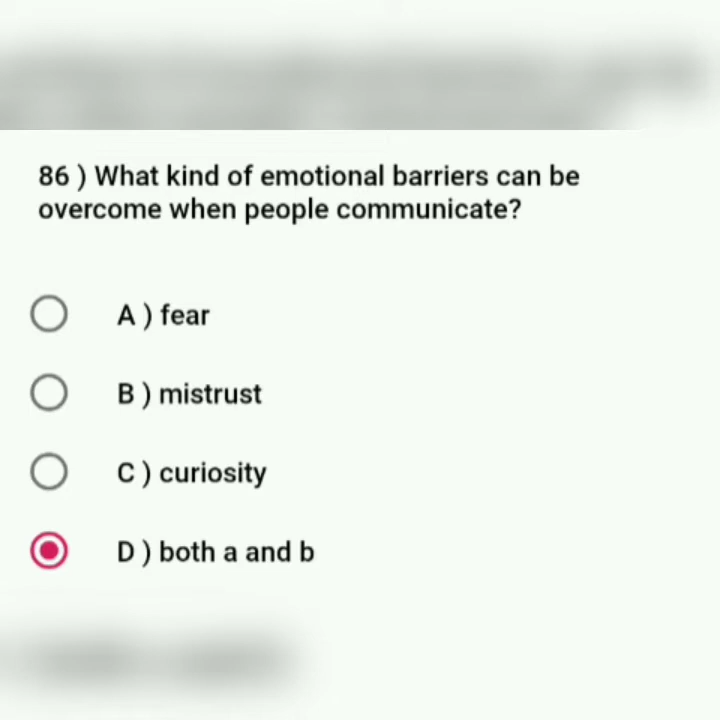 86 ) What kind of emotional barriers can be
overcome when people communicate?
A ) fear
B ) mistrust
C ) curiosity
D ) both a and b